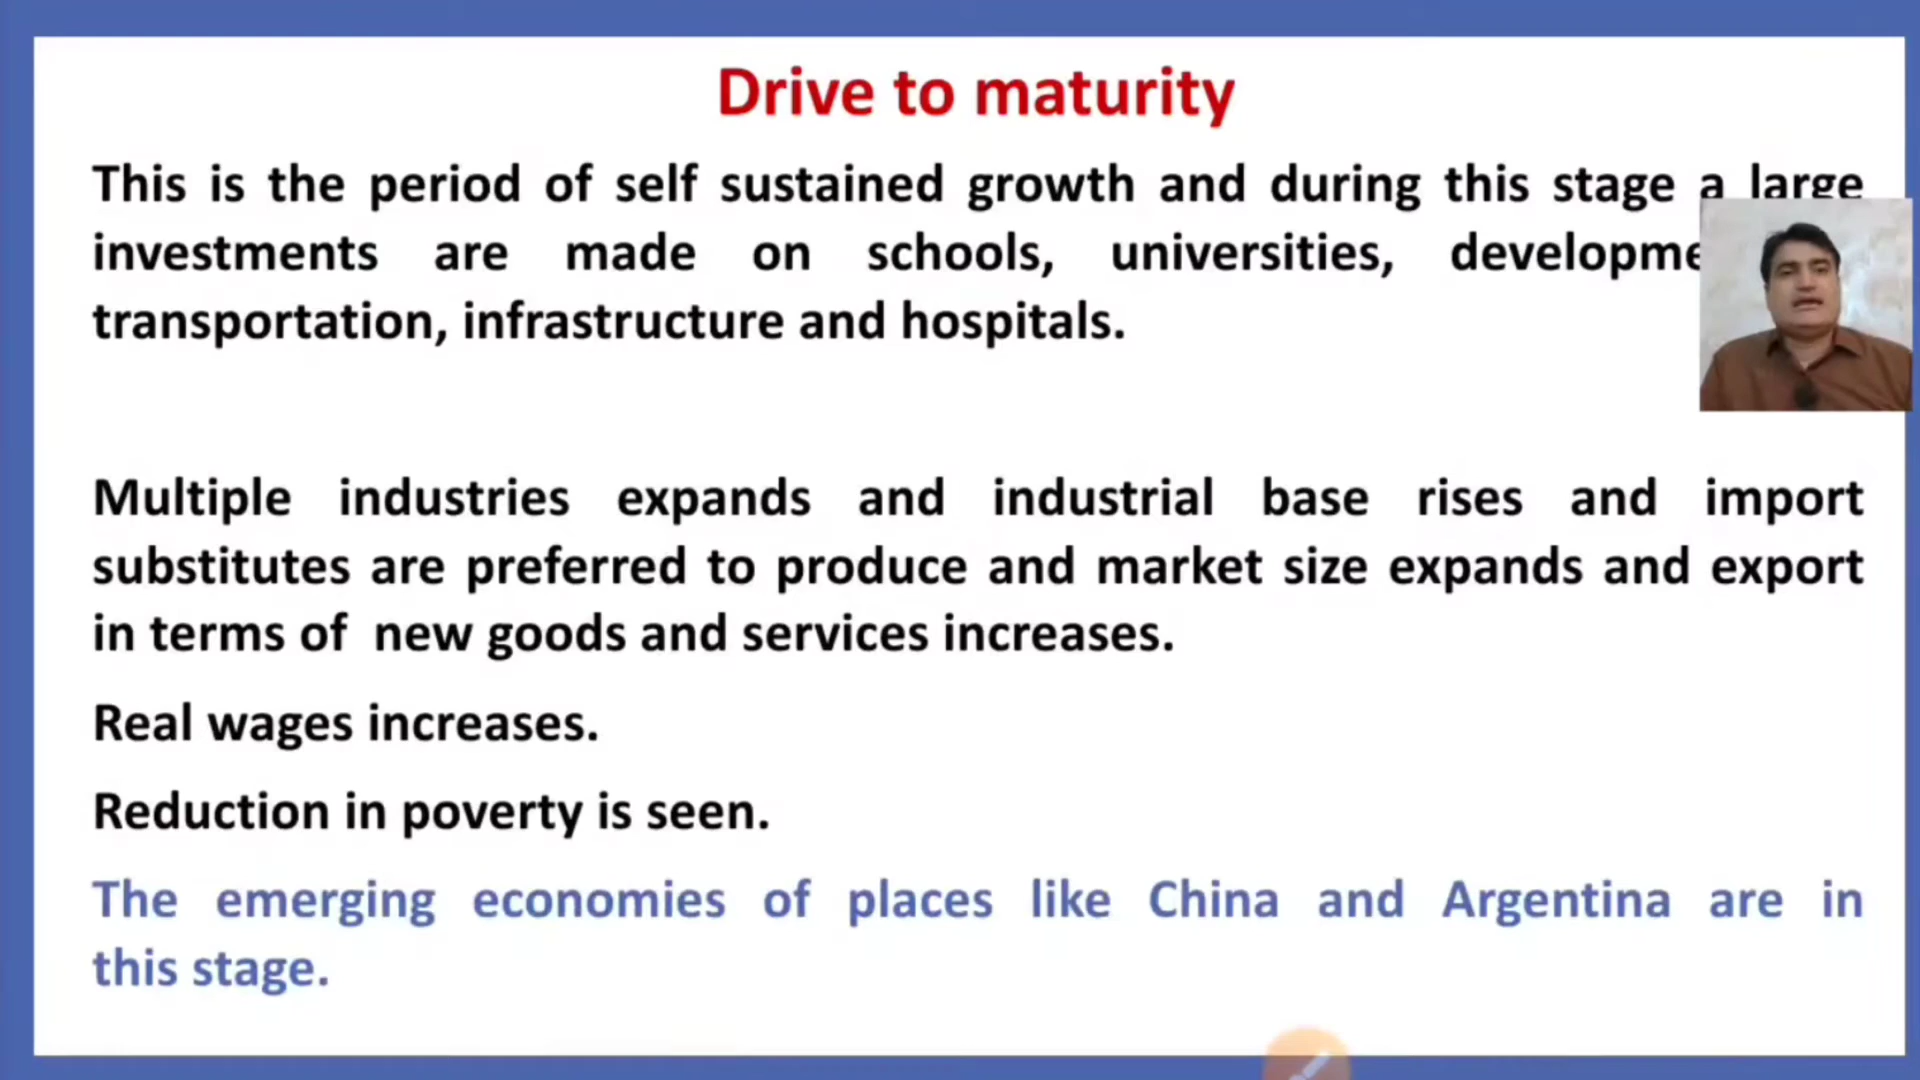 Drive to maturity
This is the period of self sustained growth and during this stage a large
investments are made on schools, universities,
transportation, infrastructure and hospitals.
Multiple industries expands and industrial base rises and import
substitutes are preferred to produce and market size expands and export
in terms of new goods and services increases.
Real wages increases.
Reduction in poverty is seen.
The emerging economies of places like China and Argentina are in
this stage.